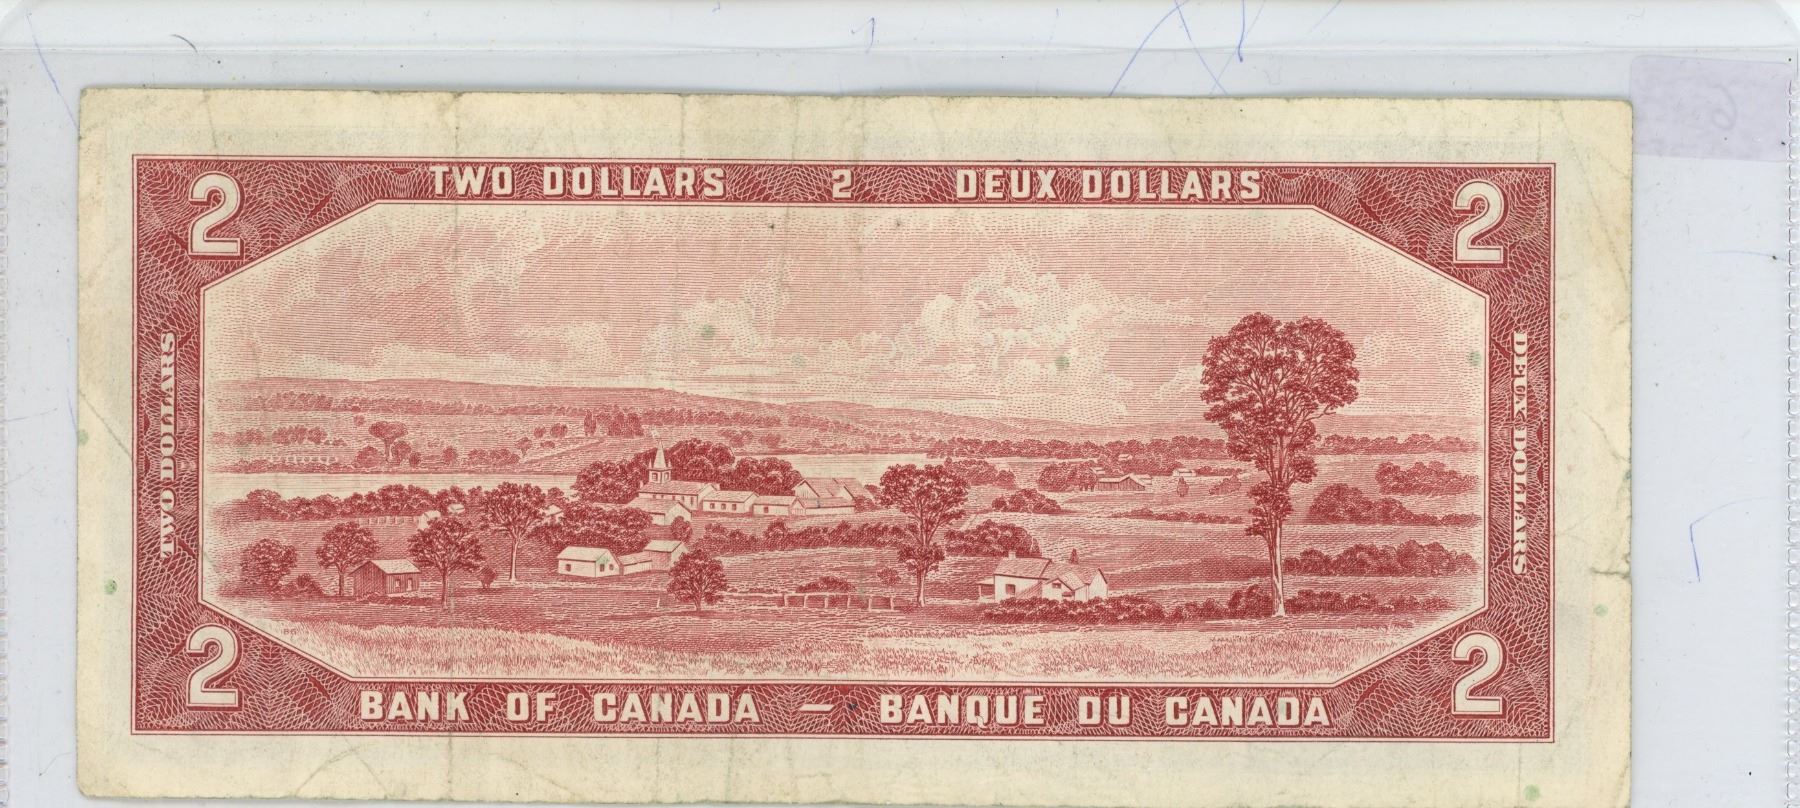 2 TWO DOLLARS 2 DEUX DOLLARS 2
TWO DOLLARS
DEUX DOLLARS
2 BANK OF CANADA — BANQUE DU CANADA 2